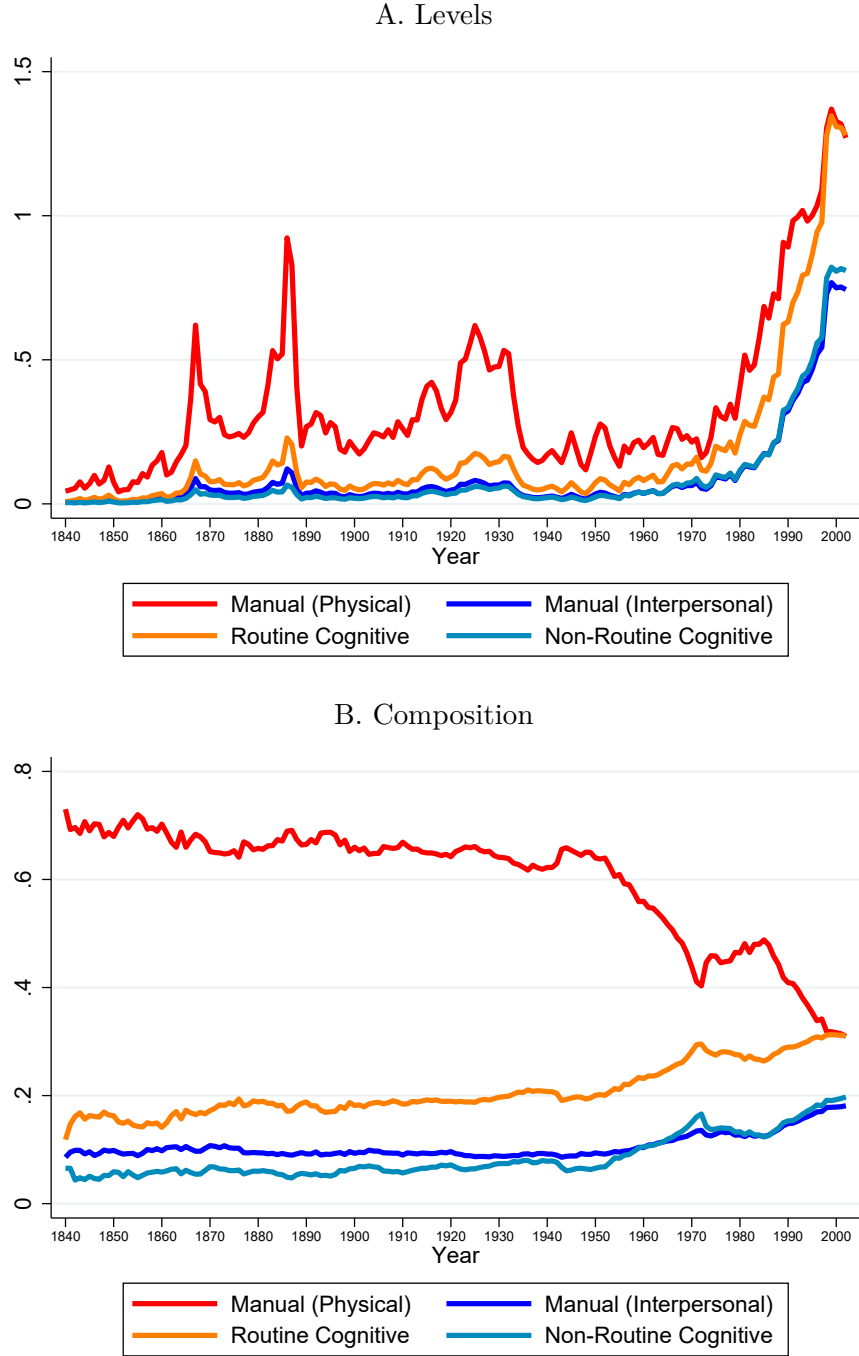 A. Levels
1.5
1
.5
0
1840 1850 1860 1870 1880 1890 1900 1910 1920 1930 1940 1950 1960 1970 1980 1990 2000
Year
Manual (Physical) Manual (Interpersonal)
Routine Cognitive Non-Routine Cognitive
B. Composition
.8
.6
.4
.2
0
1840 1850 1860 1870 1880 1890 1900 1910 1920 1930 1940 1950 1960 1970 1980 1990 2000
Year
Manual (Physical) Manual (Interpersonal)
Routine Cognitive Non-Routine Cognitive